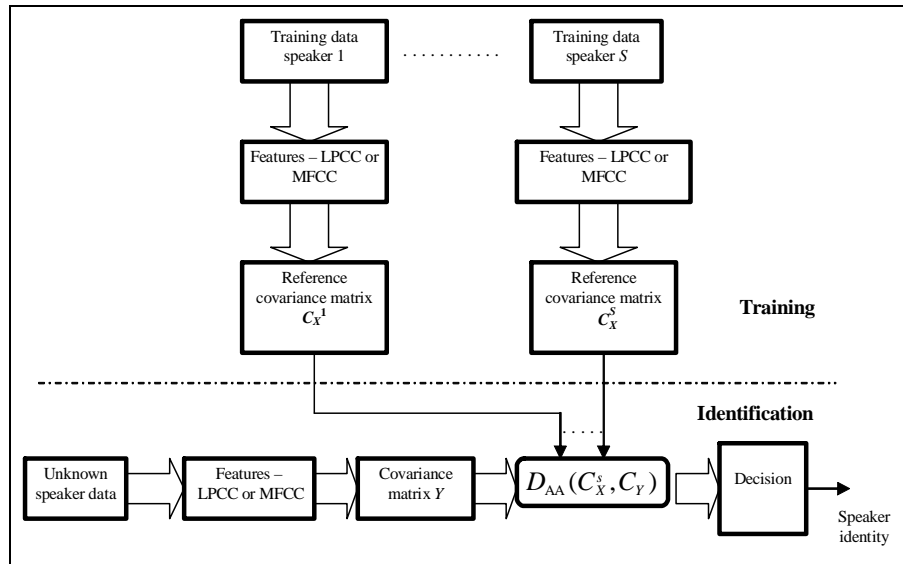 Training data
speaker 1
. . . . . . . . . . .
Training data
speaker S
Features – LPCC or
MFCC
Features – LPCC or
MFCC
Reference
covariance matrix
C_X^1
Reference
covariance matrix
C_X^S
Training
Identification
. . . . .
Unknown
speaker data
Features –
LPCC or MFCC
Covariance
matrix Y
D_AA(C_X^s, C_Y)
Decision
Speaker
identity